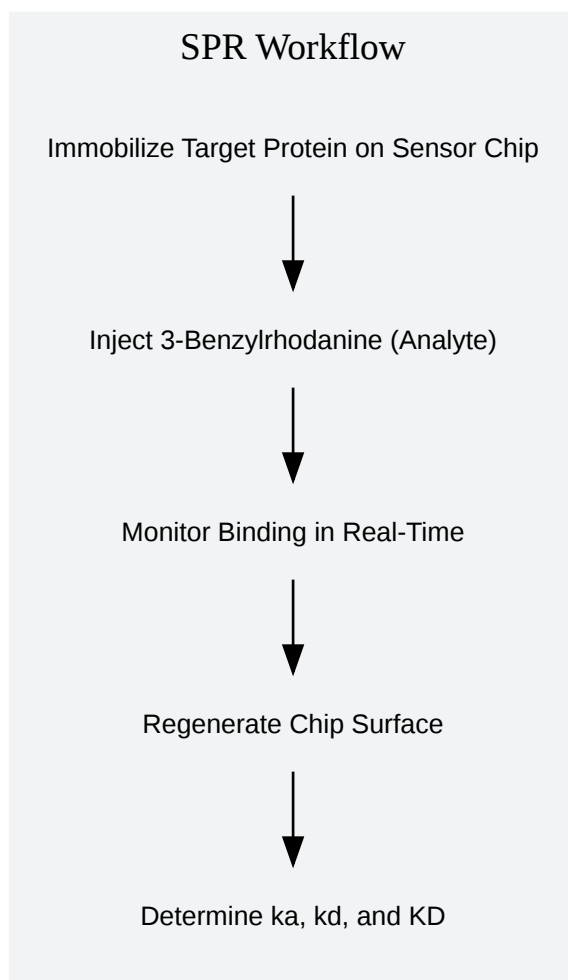 SPR Workflow
Immobilize Target Protein on Sensor Chip
Inject 3-Benzylrhodanine (Analyte)
Monitor Binding in Real-Time
Regenerate Chip Surface
Determine ka, kd, and KD